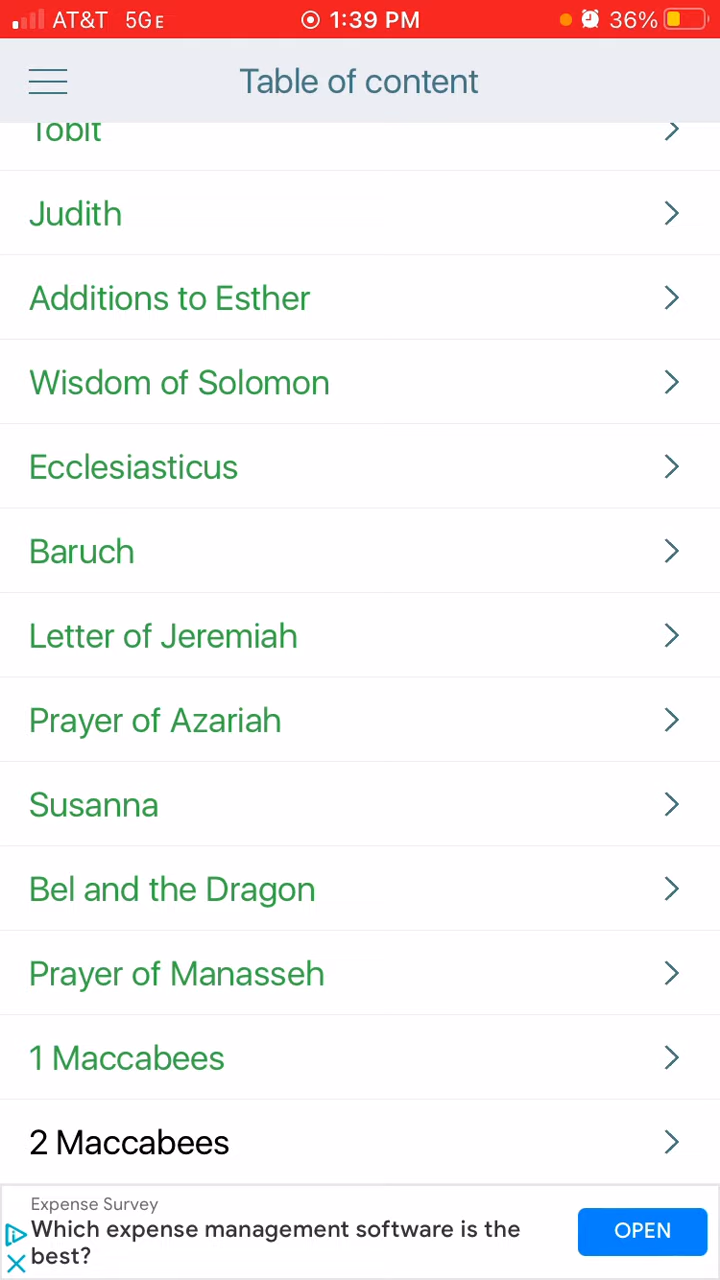 AT&T 5GE 1:39 PM 36%
Table of content
Tobit
Judith
Additions to Esther
Wisdom of Solomon
Ecclesiasticus
Baruch
Letter of Jeremiah
Prayer of Azariah
Susanna
Bel and the Dragon
Prayer of Manasseh
1 Maccabees
2 Maccabees
Expense Survey
Which expense management software is the
best?
OPEN